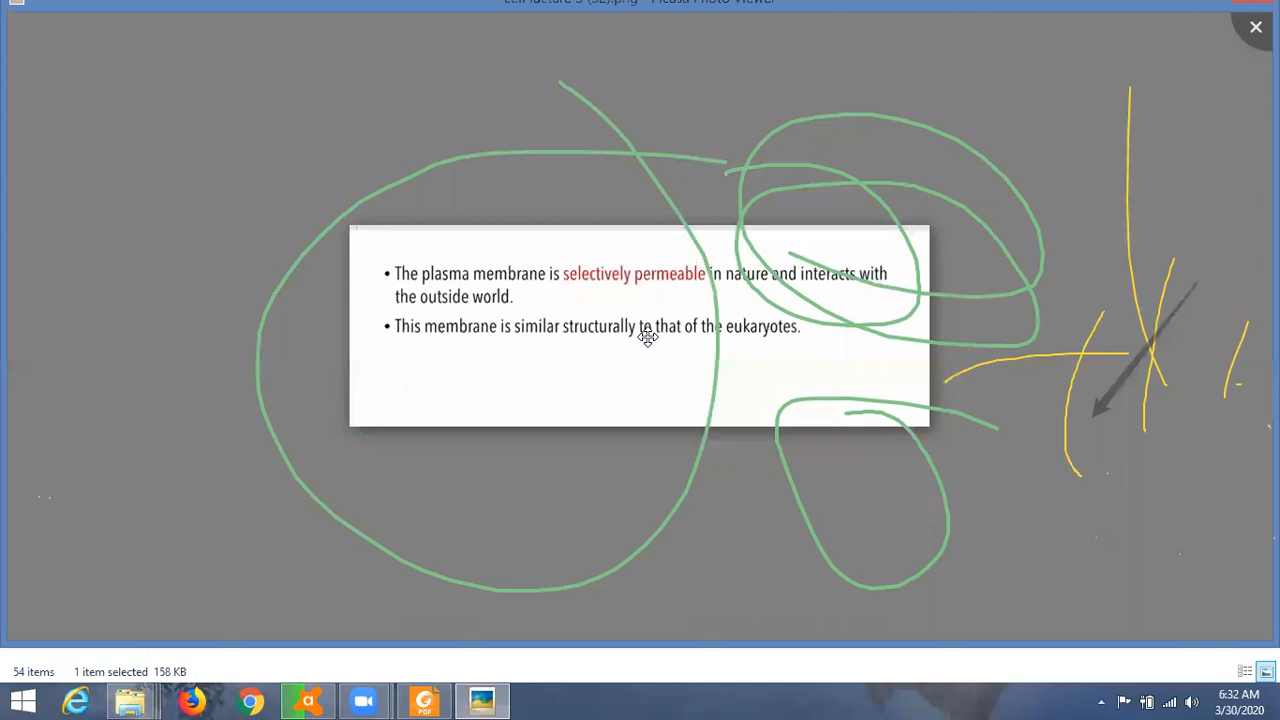 • The plasma membrane is selectively permeable in nature and interacts with
the outside world.
• This membrane is similar structurally to that of the eukaryotes.
54 items 1 item selected 158 KB
PDF
6:32 AM
3/30/2020